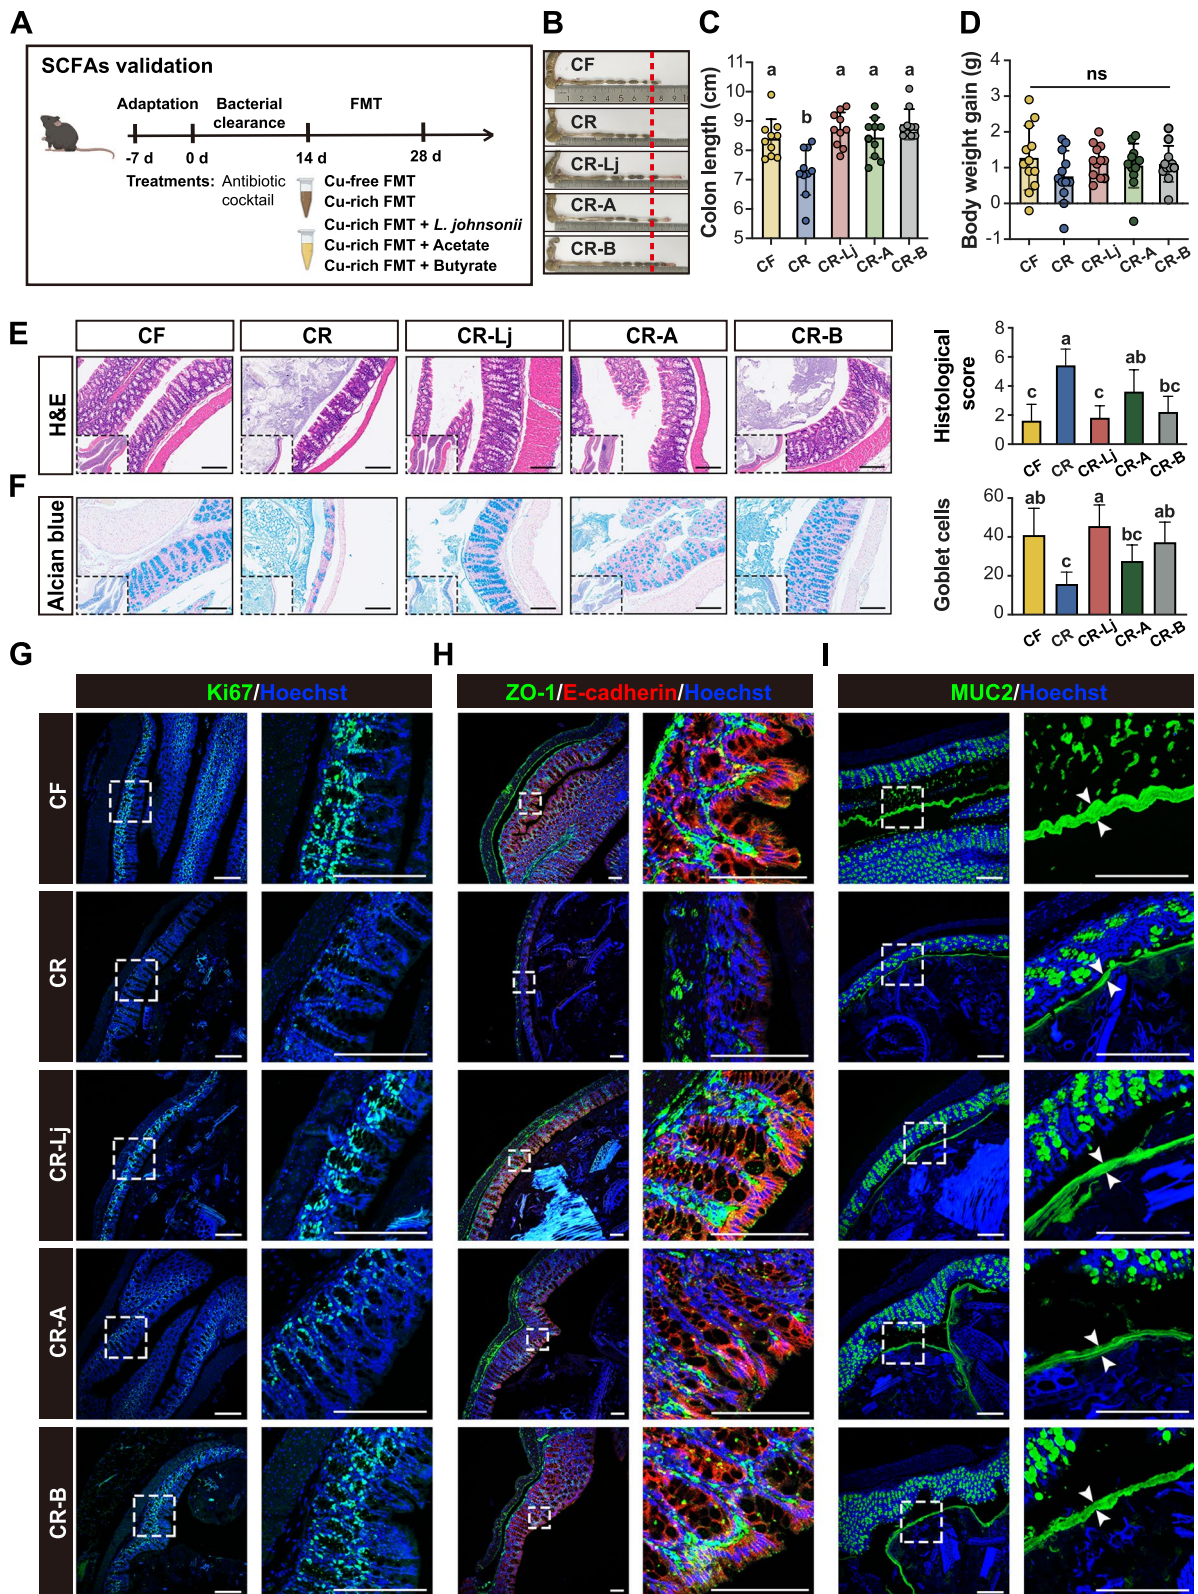 A
SCFAs validation
Adaptation
Bacterial
clearance
FMT
-7 d
0 d
14 d
28 d
Treatments:
Antibiotic
cocktail
Cu-free FMT
Cu-rich FMT
Cu-rich FMT + L. johnsonii
Cu-rich FMT + Acetate
Cu-rich FMT + Butyrate
B
CF
CR
CR-Lj
CR-A
CR-B
C
Colon length (cm)
11
10
9
8
7
6
5
a
b
a
a
a
CF
CR
CR-Lj
CR-A
CR-B
D
Body weight gain (g)
4
3
2
1
0
-1
ns
CF
CR
CR-Lj
CR-A
CR-B
E
CF
CR
CR-Lj
CR-A
CR-B
H&E
Histological
score
8
6
4
2
0
c
a
c
ab
bc
CF
CR
CR-Lj
CR-A
CR-B
F
Alcian blue
Goblet cells
60
40
20
0
ab
c
a
bc
ab
CF
CR
CR-Lj
CR-A
CR-B
G
Ki67/Hoechst
H
ZO-1/E-cadherin/Hoechst
I
MUC2/Hoechst
CF
CR
CR-Lj
CR-A
CR-B